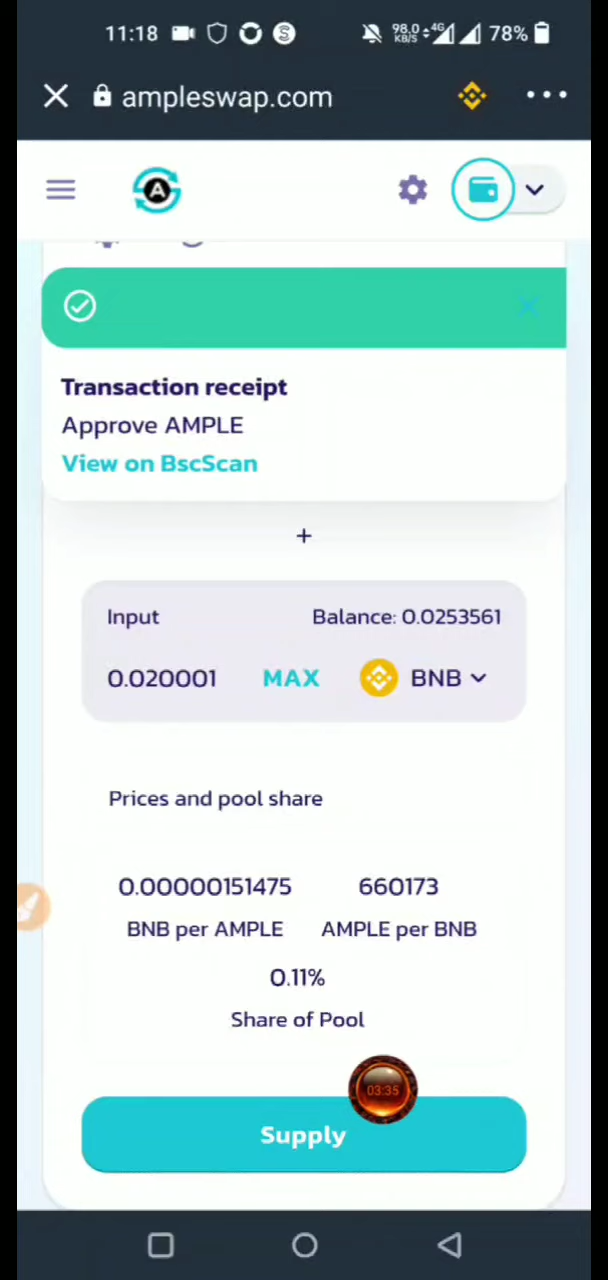 11:18 S 98.0 KB/S 4G 78%
ampleswap.com
A
Transaction receipt
Approve AMPLE
View on BscScan
+
Input Balance: 0.0253561
0.020001 MAX BNB
Prices and pool share
0.00000151475 660173
BNB per AMPLE AMPLE per BNB
0.11%
Share of Pool
03:35
Supply